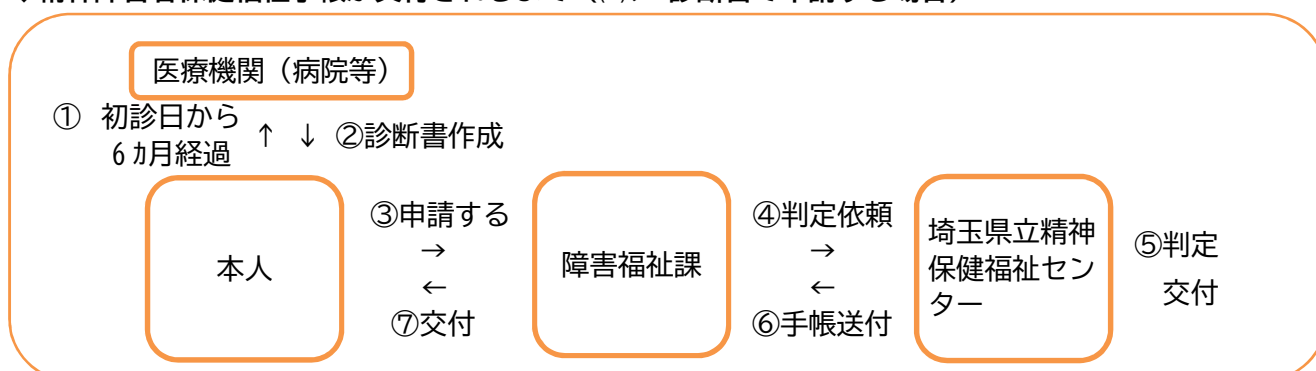 医療機関（病院等）
① 初診日から
6ｶ月経過
↑ ↓ ②診断書作成
本人
③申請する
→
←
⑦交付
障害福祉課
④判定依頼
→
←
⑥手帳送付
埼玉県立精神
保健福祉セン
ター
⑤判定
交付